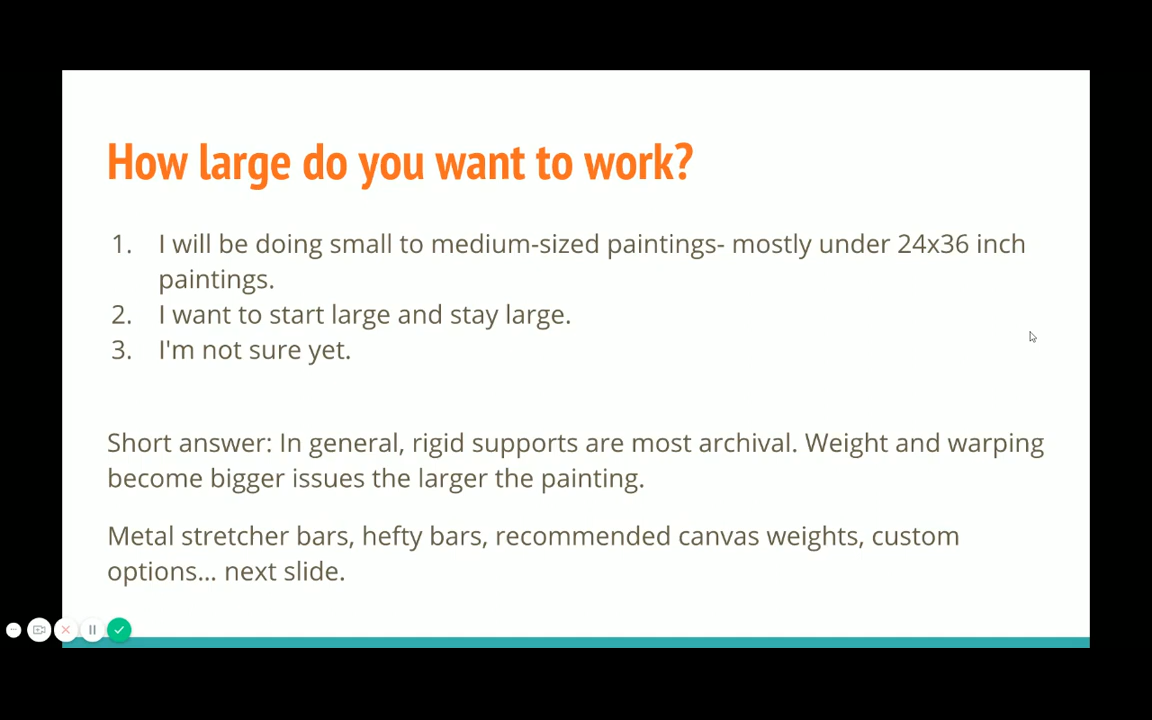 How large do you want to work?
1. I will be doing small to medium-sized paintings- mostly under 24x36 inch
paintings.
2. I want to start large and stay large.
3. I'm not sure yet.
Short answer: In general, rigid supports are most archival. Weight and warping
become bigger issues the larger the painting.
Metal stretcher bars, hefty bars, recommended canvas weights, custom
options... next slide.